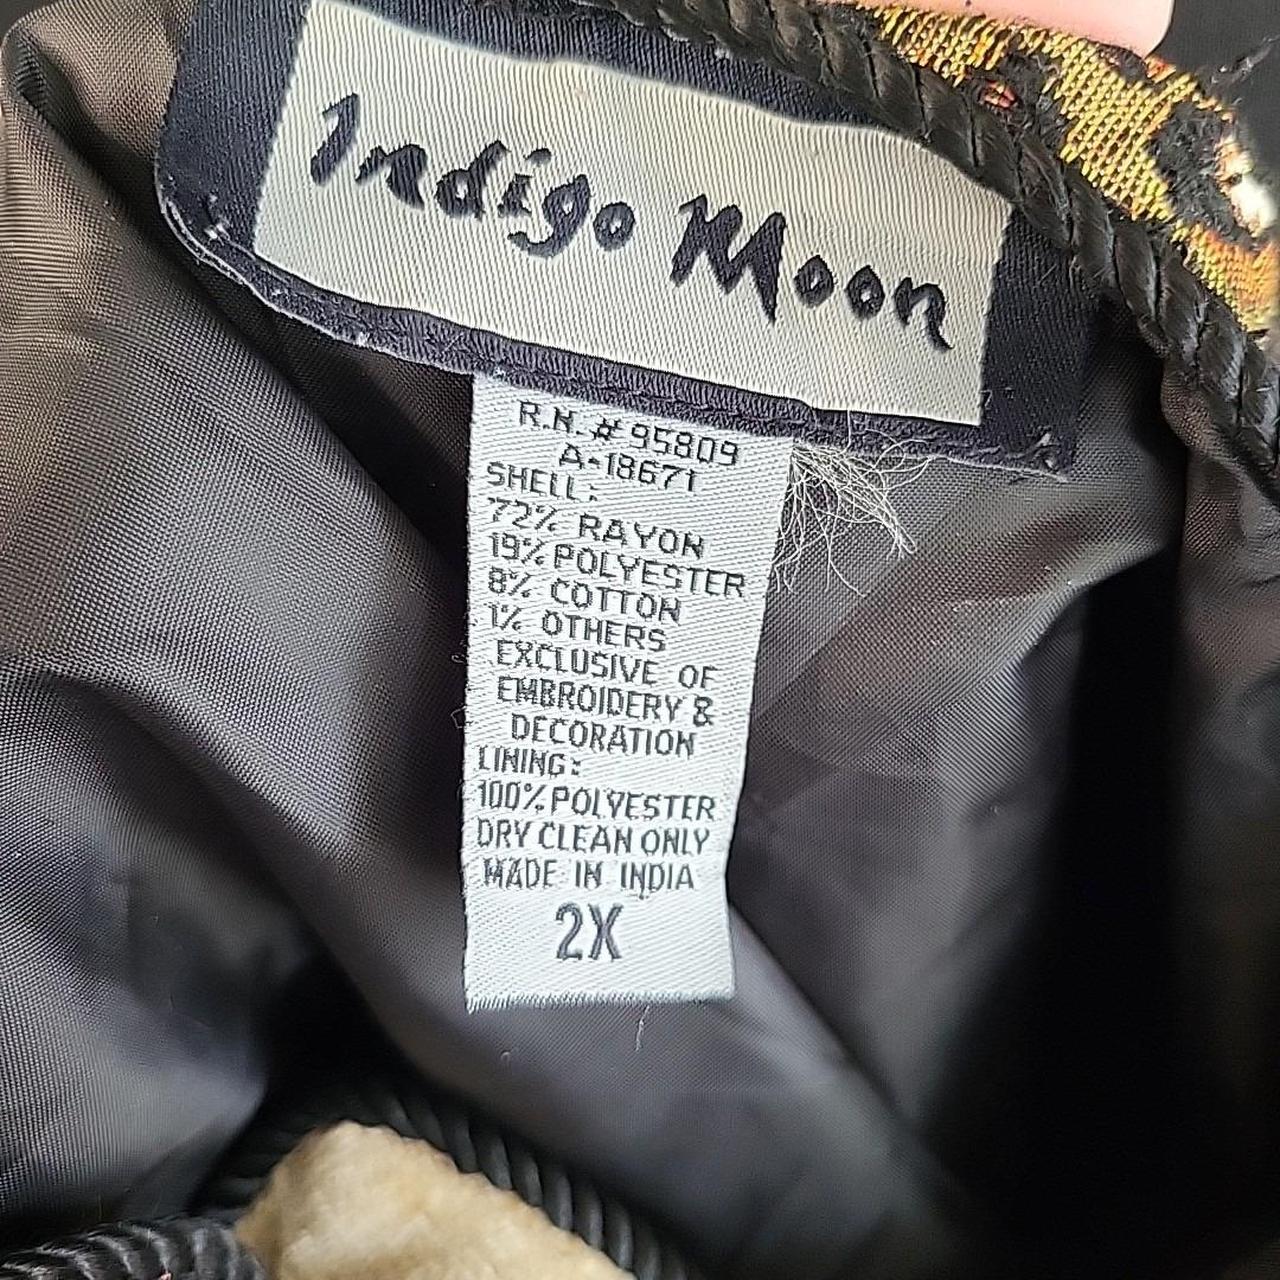 Indigo Moon
R.N. # 95809
A-18671
SHELL:
72% RAYON
19% POLYESTER
8% COTTON
1% OTHERS
EXCLUSIVE OF
EMBROIDERY &
DECORATION
LINING:
100% POLYESTER
DRY CLEAN ONLY
MADE IN INDIA
2X